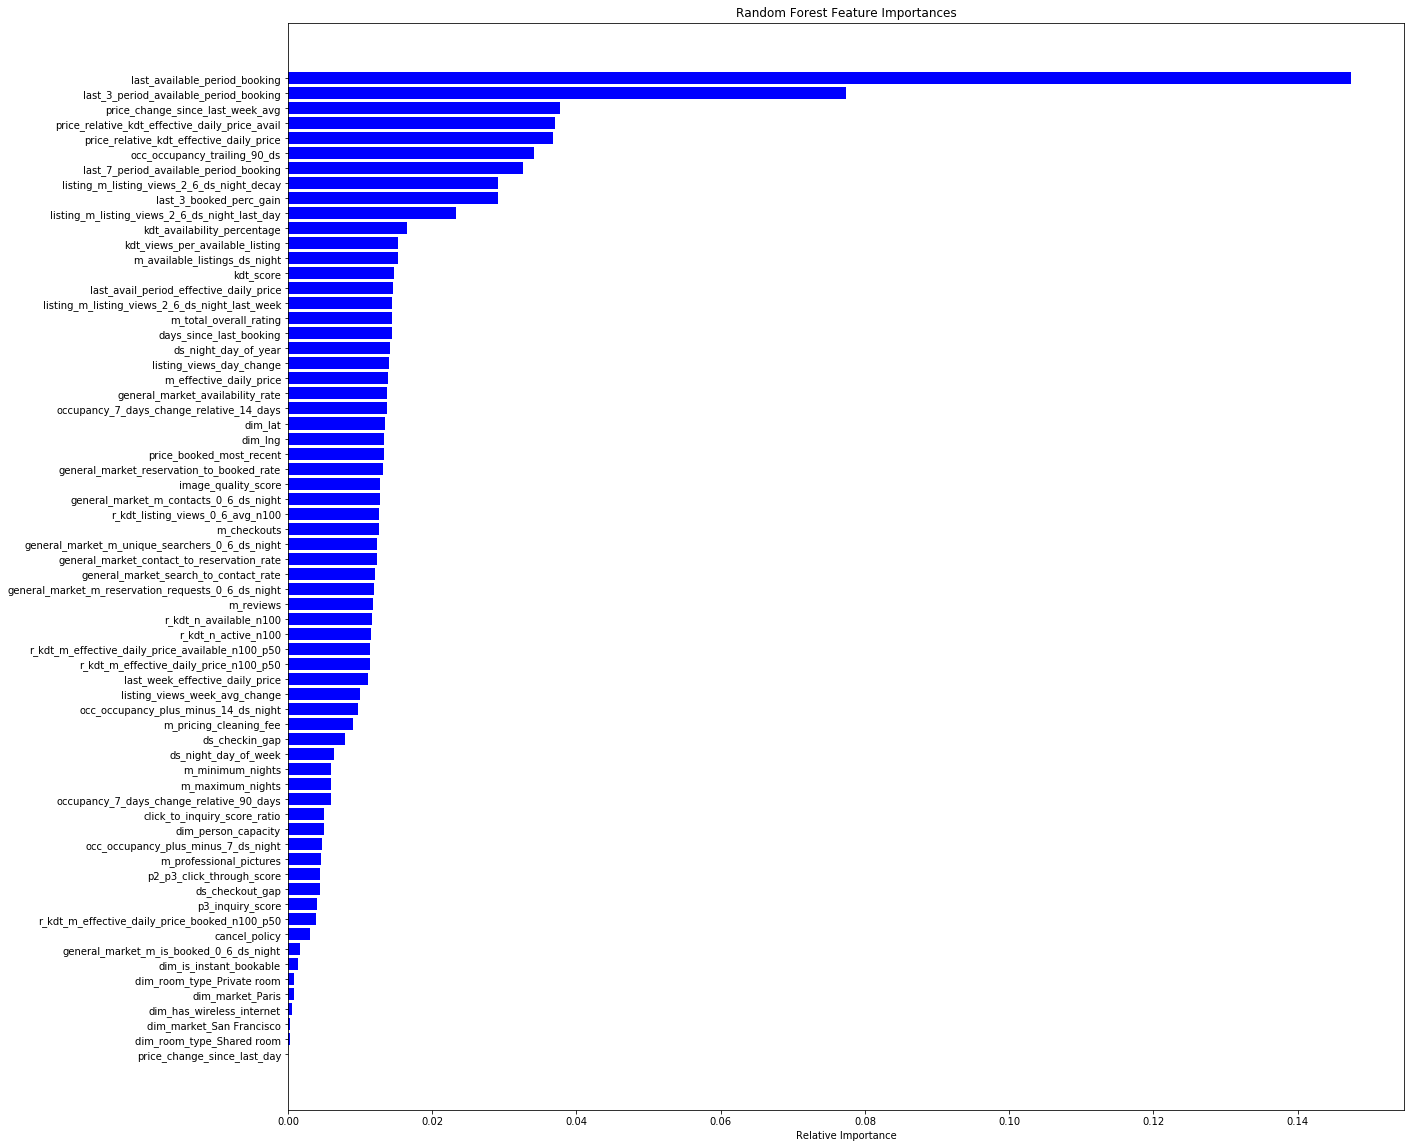 Random Forest Feature Importances
last_available_period_booking
last_3_period_available_period_booking
price_change_since_last_week_avg
price_relative_kdt_effective_daily_price_avail
price_relative_kdt_effective_daily_price
occ_occupancy_trailing_90_ds
last_7_period_available_period_booking
listing_m_listing_views_2_6_ds_night_decay
last_3_booked_perc_gain
listing_m_listing_views_2_6_ds_night_last_day
kdt_availability_percentage
kdt_views_per_available_listing
m_available_listings_ds_night
kdt_score
last_avail_period_effective_daily_price
listing_m_listing_views_2_6_ds_night_last_week
m_total_overall_rating
days_since_last_booking
ds_night_day_of_year
listing_views_day_change
m_effective_daily_price
general_market_availability_rate
occupancy_7_days_change_relative_14_days
dim_lat
dim_lng
price_booked_most_recent
general_market_reservation_to_booked_rate
image_quality_score
general_market_m_contacts_0_6_ds_night
r_kdt_listing_views_0_6_avg_n100
m_checkouts
general_market_m_unique_searchers_0_6_ds_night
general_market_contact_to_reservation_rate
general_market_search_to_contact_rate
general_market_m_reservation_requests_0_6_ds_night
m_reviews
r_kdt_n_available_n100
r_kdt_n_active_n100
r_kdt_m_effective_daily_price_available_n100_p50
r_kdt_m_effective_daily_price_n100_p50
last_week_effective_daily_price
listing_views_week_avg_change
occ_occupancy_plus_minus_14_ds_night
m_pricing_cleaning_fee
ds_checkin_gap
ds_night_day_of_week
m_minimum_nights
m_maximum_nights
occupancy_7_days_change_relative_90_days
click_to_inquiry_score_ratio
dim_person_capacity
occ_occupancy_plus_minus_7_ds_night
m_professional_pictures
p2_p3_click_through_score
ds_checkout_gap
p3_inquiry_score
r_kdt_m_effective_daily_price_booked_n100_p50
cancel_policy
general_market_m_is_booked_0_6_ds_night
dim_is_instant_bookable
dim_room_type_Private room
dim_market_Paris
dim_has_wireless_internet
dim_market_San Francisco
dim_room_type_Shared room
price_change_since_last_day
0.00 0.02 0.04 0.06 0.08 0.10 0.12 0.14
Relative Importance